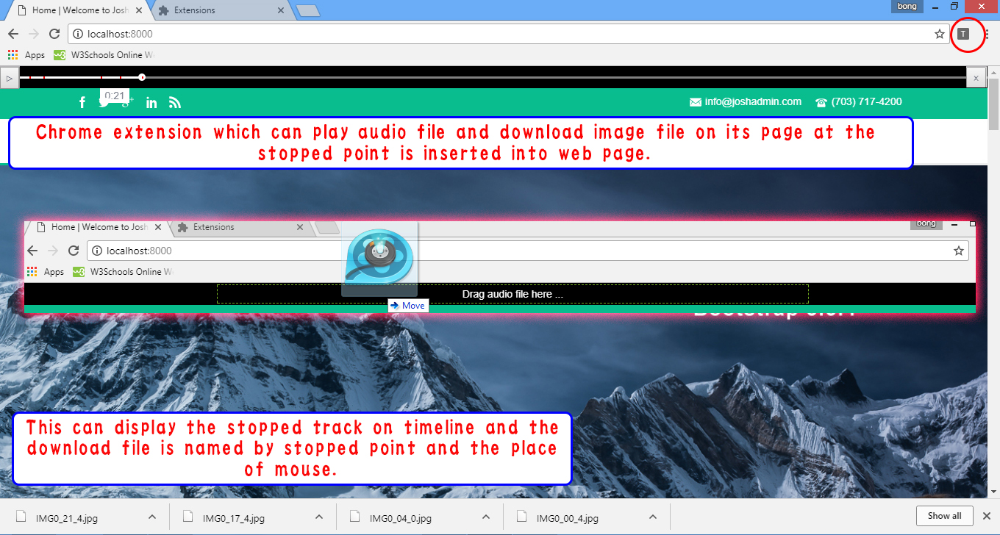 Home | Welcome to Josh
Extensions
bong
localhost:8000
T
Apps
W3Schools Online W
0:21
info@joshadmin.com
(703) 717-4200
Chrome extension which can play audio file and download image file on its page at the
stopped point is inserted into web page.
Home | Welcome to Josh
Extensions
bong
localhost:8000
Apps
W3Schools Online W
Drag audio file here ...
Move
This can display the stopped track on timeline and the
download file is named by stopped point and the place
of mouse.
IMG0_21_4.jpg
IMG0_17_4.jpg
IMG0_04_0.jpg
IMG0_00_4.jpg
Show all